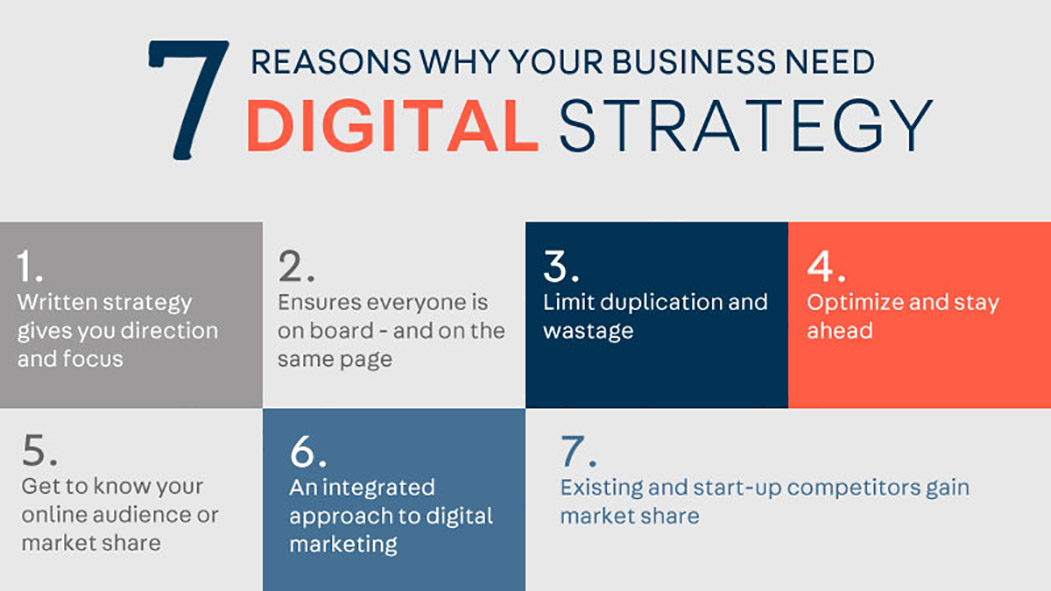 7 REASONS WHY YOUR BUSINESS NEED
DIGITAL STRATEGY
1.
Written strategy
gives you direction
and focus
2.
Ensures everyone is
on board - and on the
same page
3.
Limit duplication and
wastage
4.
Optimize and stay
ahead
5.
Get to know your
online audience or
market share
6.
An integrated
approach to digital
marketing
7.
Existing and start-up competitors gain
market share